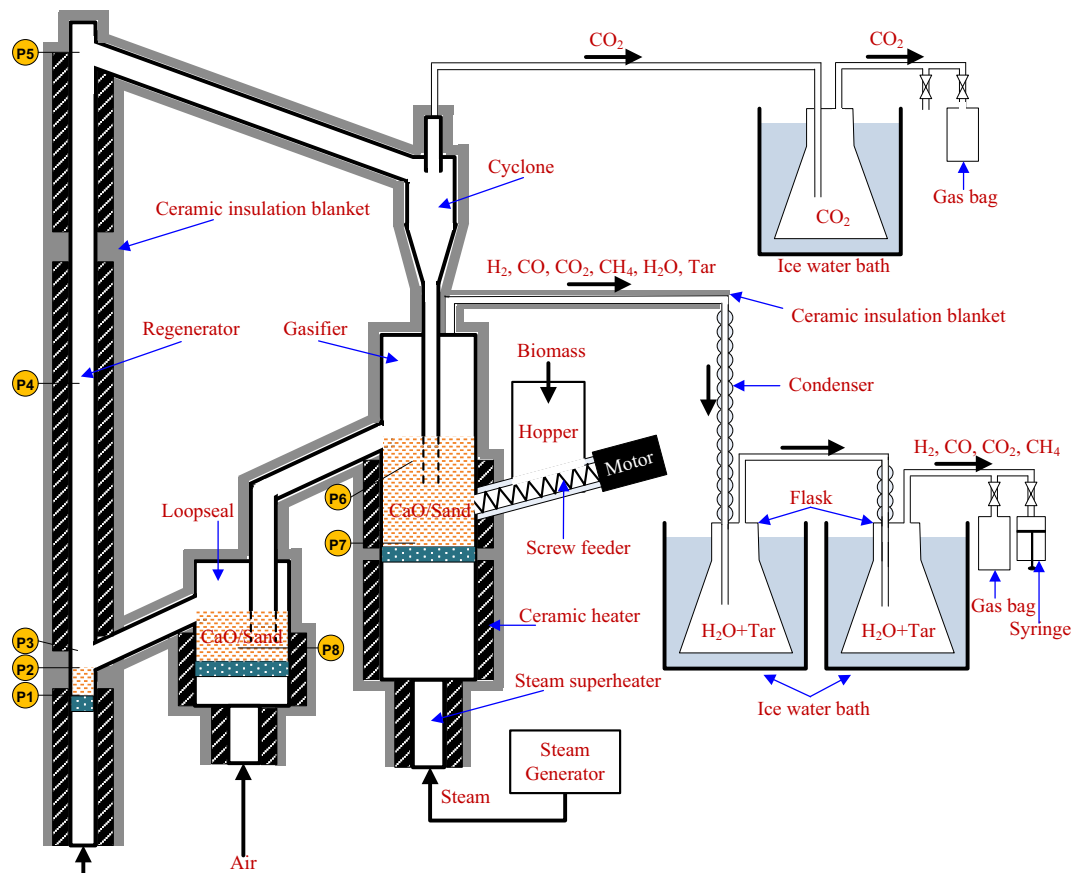 P5
CO2
CO2
Cyclone
Ceramic insulation blanket
Gas bag
CO2
Ice water bath
H2, CO, CO2, CH4, H2O, Tar
Ceramic insulation blanket
Regenerator
Gasifier
Biomass
P4
Condenser
Hopper
Motor
H2, CO, CO2, CH4
P6
CaO/Sand
Flask
Loopseal
P7
Screw feeder
Gas bag
Ceramic heater
Syringe
P3
CaO/Sand
H2O+Tar
H2O+Tar
P8
P2
Steam superheater
P1
Ice water bath
Steam
Generator
Steam
Air